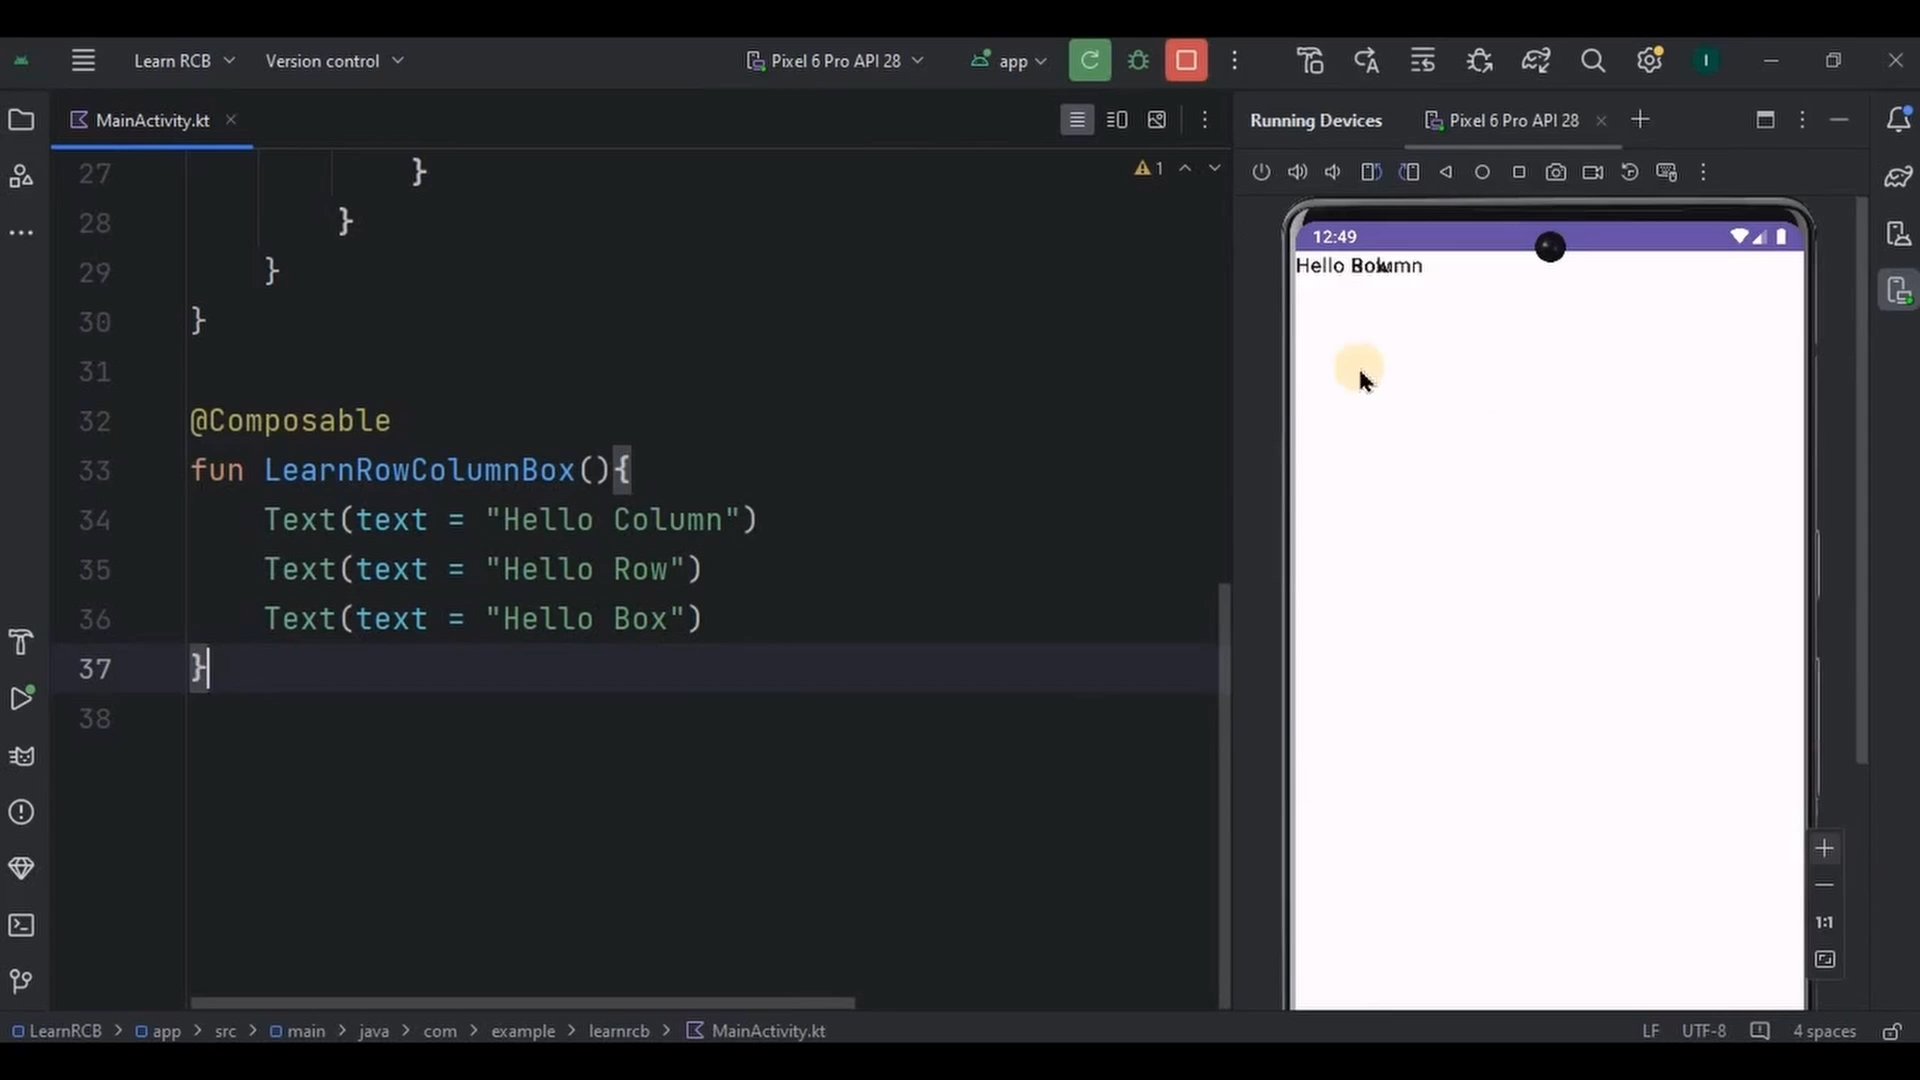 Learn RCB
Version control
Pixel 6 Pro API 28
app
I
MainActivity.kt
Running Devices
Pixel 6 Pro API 28
1
27 }
28 }
29 }
30 }
31
32 @Composable
33 fun LearnRowColumnBox(){
34 Text(text = "Hello Column")
35 Text(text = "Hello Row")
36 Text(text = "Hello Box")
37 }
38
12:49
Hello
1:1
LearnRCB > app > src > main > java > com > example > learnrcb > MainActivity.kt
LF UTF-8 4 spaces